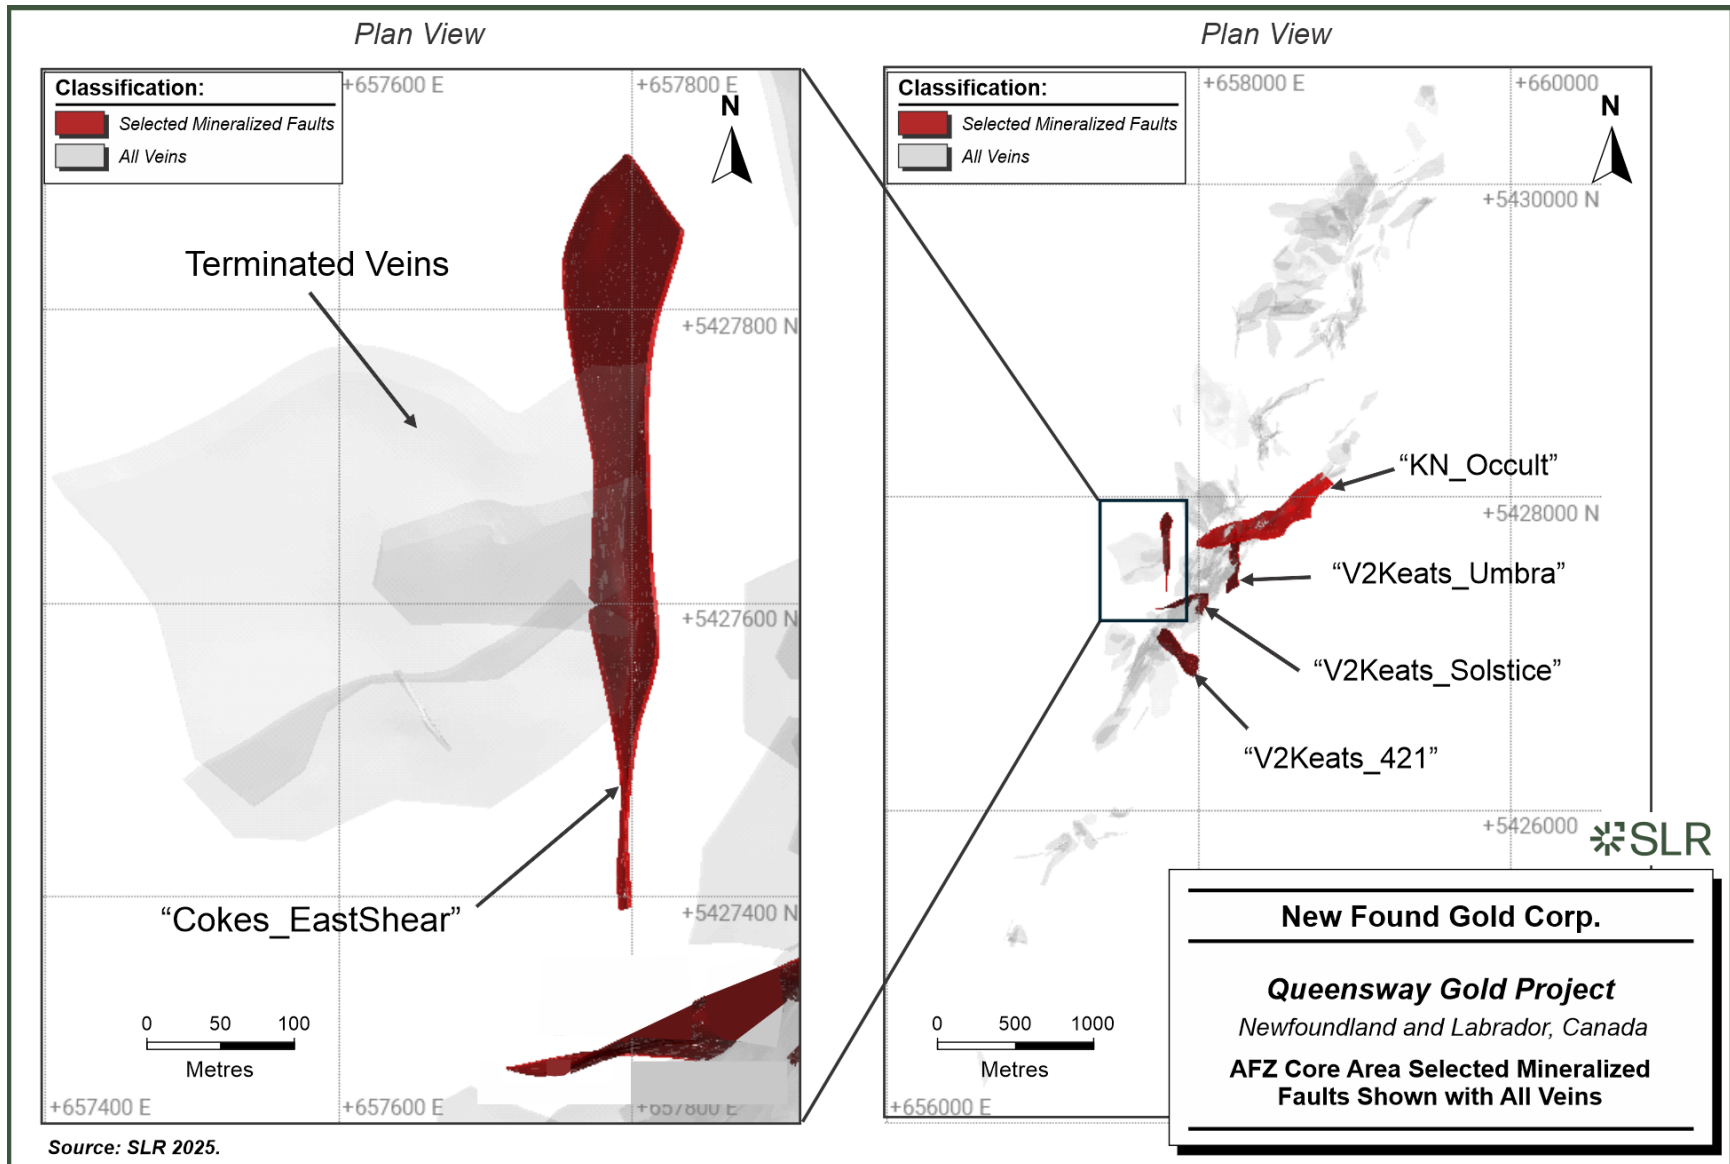 Plan View
Classification:
Selected Mineralized Faults
All Veins
+657600 E
+657800 E
N
Terminated Veins
+5427800 N
+5427600 N
“Cokes_EastShear”
+5427400 N
0 50 100
Metres
+657400 E
+657600 E
+657800 E
Source: SLR 2025.
Plan View
Classification:
Selected Mineralized Faults
All Veins
+658000 E
+660000
N
+5430000 N
“KN_Occult”
+5428000 N
“V2Keats_Umbra”
“V2Keats_Solstice”
“V2Keats_421”
+5426000
0 500 1000
Metres
+656000 E
SLR
New Found Gold Corp.
Queensway Gold Project
Newfoundland and Labrador, Canada
AFZ Core Area Selected Mineralized
Faults Shown with All Veins